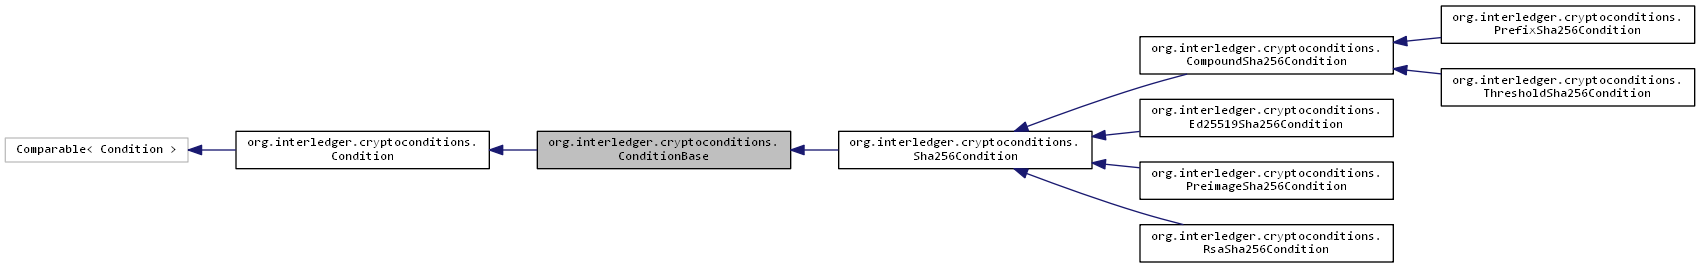 Comparable< Condition >
org.interledger.cryptoconditions.
Condition
org.interledger.cryptoconditions.
ConditionBase
org.interledger.cryptoconditions.
Sha256Condition
org.interledger.cryptoconditions.
CompoundSha256Condition
org.interledger.cryptoconditions.
PrefixSha256Condition
org.interledger.cryptoconditions.
ThresholdSha256Condition
org.interledger.cryptoconditions.
Ed25519Sha256Condition
org.interledger.cryptoconditions.
PreimageSha256Condition
org.interledger.cryptoconditions.
RsaSha256Condition